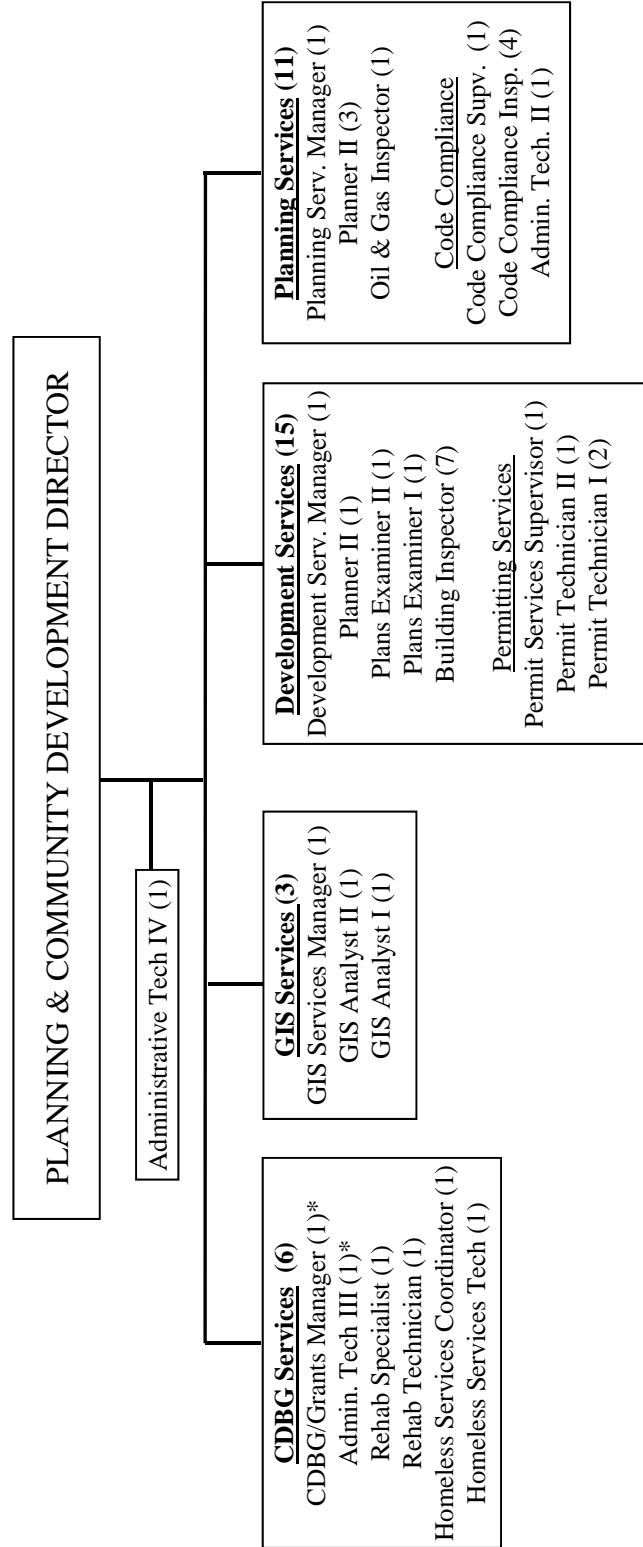 PLANNING & COMMUNITY DEVELOPMENT DIRECTOR
Administrative Tech IV (1)
CDBG Services (6)
CDBG/Grants Manager (1)*
Admin. Tech III (1)*
Rehab Specialist (1)
Rehab Technician (1)
Homeless Services Coordinator (1)
Homeless Services Tech (1)
GIS Services (3)
GIS Services Manager (1)
GIS Analyst II (1)
GIS Analyst I (1)
Development Services (15)
Development Serv. Manager (1)
Planner II (1)
Plans Examiner II (1)
Plans Examiner I (1)
Building Inspector (7)
Permitting Services
Permit Services Supervisor (1)
Permit Technician II (1)
Permit Technician I (2)
Planning Services (11)
Planning Serv. Manager (1)
Planner II (3)
Oil & Gas Inspector (1)
Code Compliance
Code Compliance Supv. (1)
Code Compliance Insp. (4)
Admin. Tech. II (1)